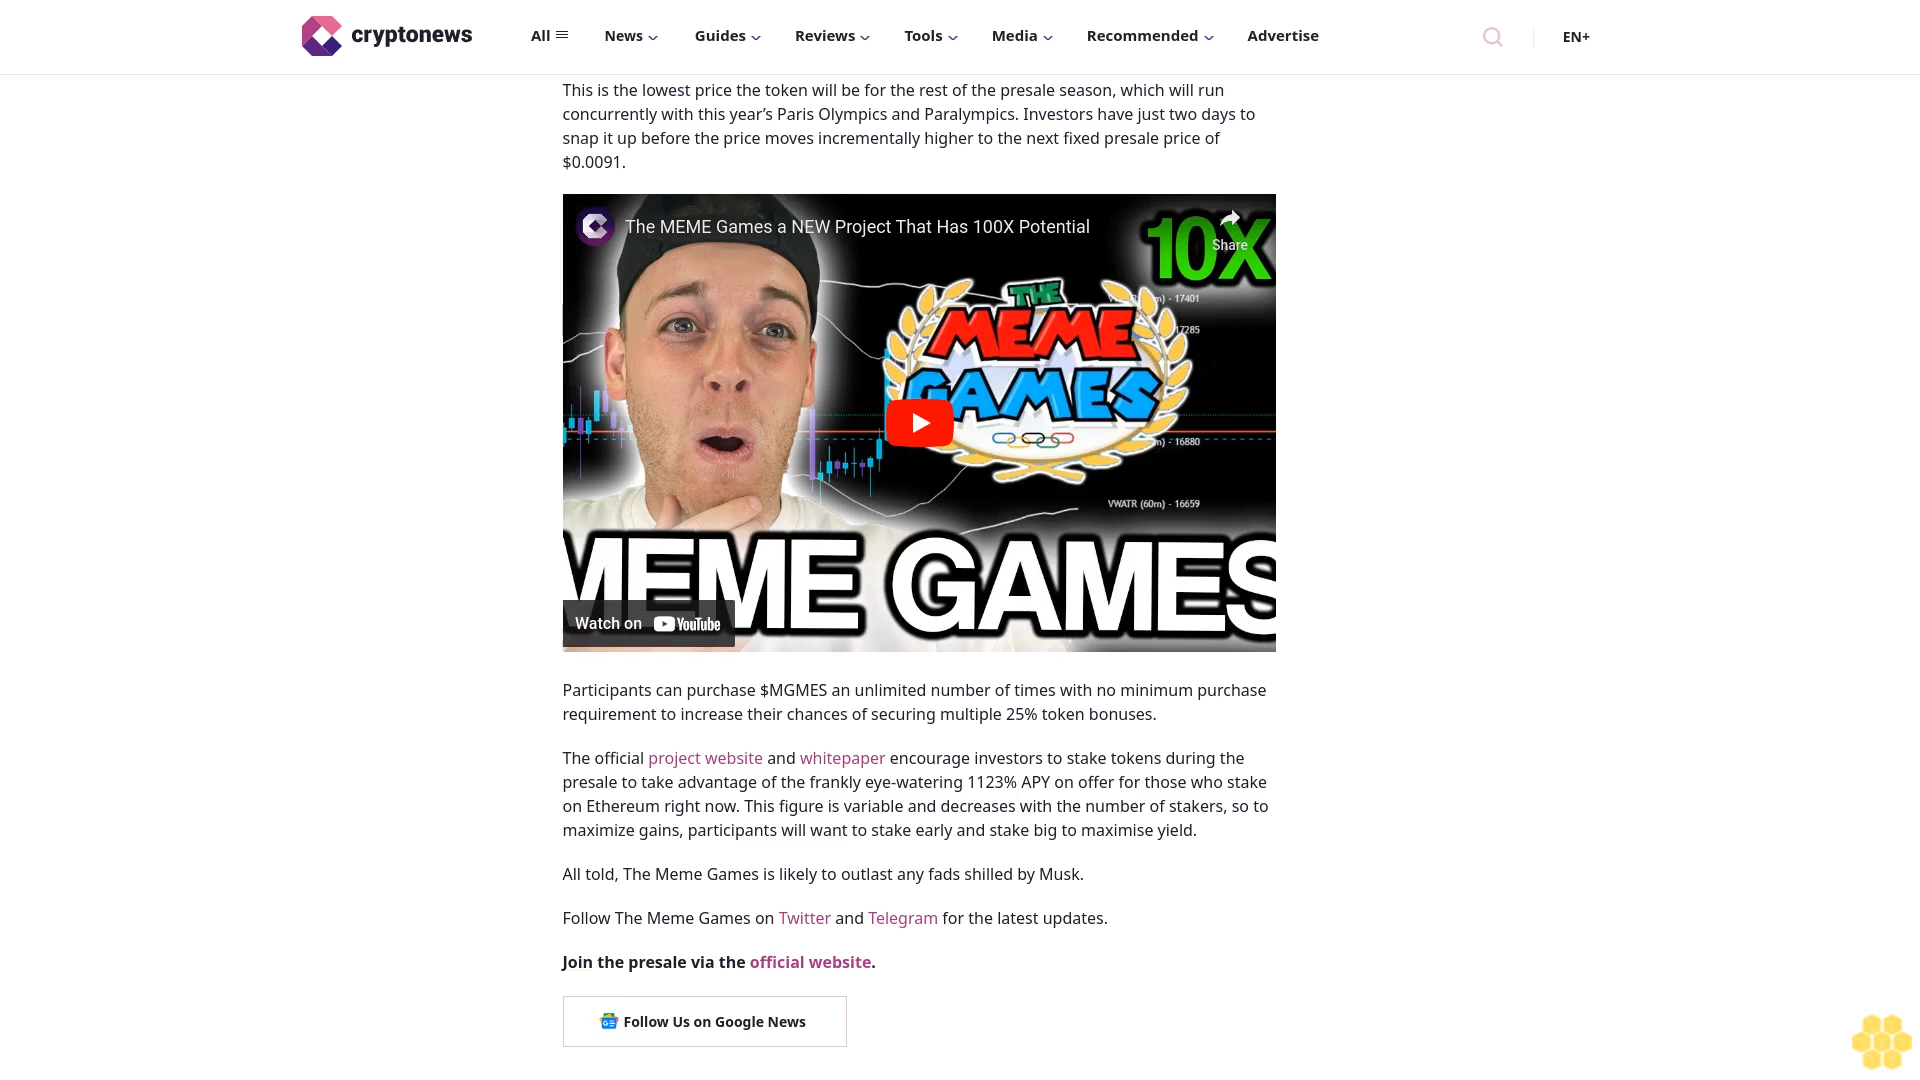 cryptonews
All
News
Guides
Reviews
Tools
Media
Recommended
Advertise
EN+
This is the lowest price the token will be for the rest of the presale season, which will run
concurrently with this year’s Paris Olympics and Paralympics. Investors have just two days to
snap it up before the price moves incrementally higher to the next fixed presale price of
$0.0091.
The MEME Games a NEW Project That Has 100X Potential
Share
10X
THE
MEME
GAMES
17401
17285
16880
VWATR (60m) - 16659
MEME GAMES
Watch on YouTube
Participants can purchase $MGMES an unlimited number of times with no minimum purchase
requirement to increase their chances of securing multiple 25% token bonuses.
The official project website and whitepaper encourage investors to stake tokens during the
presale to take advantage of the frankly eye-watering 1123% APY on offer for those who stake
on Ethereum right now. This figure is variable and decreases with the number of stakers, so to
maximize gains, participants will want to stake early and stake big to maximise yield.
All told, The Meme Games is likely to outlast any fads shilled by Musk.
Follow The Meme Games on Twitter and Telegram for the latest updates.
Join the presale via the official website.
Follow Us on Google News